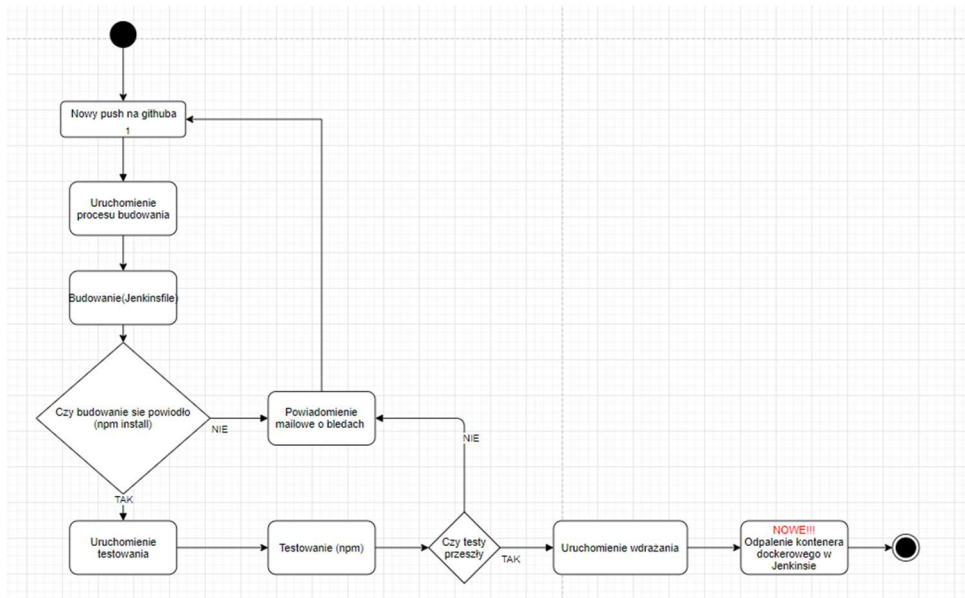 Nowy push na githuba
1
Uruchomienie
procesu budowania
Budowanie(Jenkinsfile)
Czy budowanie sie powiodło
(npm install)
NIE
Powiadomienie
mailowe o bledach
NIE
TAK
Uruchomienie
testowania
Testowanie (npm)
Czy testy
przeszły
TAK
Uruchomienie wdrażania
NOWE!!!
Odpalenie kontenera
dockerowego w
Jenkinsie